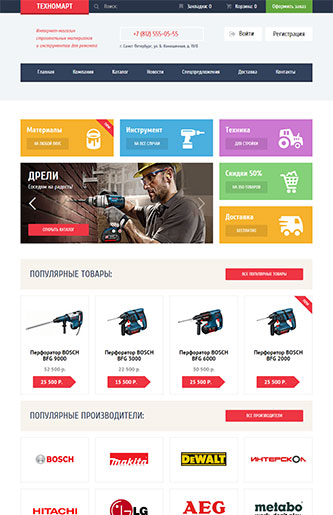 ТЕХНОМАРТ
Поиск
Закладки: 0
Корзина: 0
Оформить заказ
Интернет-магазин
строительных материалов
и инструментов для ремонта
+7 (812) 555-05-55
г. Санкт-Петербург, ул. Б. Конюшенная, д. 19/8
Войти
Регистрация
Главная
Компания
Каталог
Новости
Спецпредложения
Доставка
Контакты
Материалы
НА ЛЮБОЙ ВКУС
Инструмент
НА ВСЕ СЛУЧАИ
Техника
ДЛЯ СТРОЙКИ
ДРЕЛИ
Соседям на радость!
ОТКРЫТЬ КАТАЛОГ
Скидки 50%
НА 350 ТОВАРОВ
Доставка
БЕСПЛАТНО
ПОПУЛЯРНЫЕ ТОВАРЫ:
ВСЕ ПОПУЛЯРНЫЕ ТОВАРЫ
Перфоратор BOSCH
BFG 9000
32 500 Р.
25 500 Р.
Перфоратор BOSCH
BFG 3000
22 500 Р.
15 500 Р.
Перфоратор BOSCH
BFG 6000
30 500 Р.
25 500 Р.
Перфоратор BOSCH
BFG 2000
25 500 Р.
ПОПУЛЯРНЫЕ ПРОИЗВОДИТЕЛИ:
ВСЕ ПРОИЗВОДИТЕЛИ
BOSCH
makita
DEWALT
ИНТЕРСКОЛ
HITACHI
LG
AEG
metabo